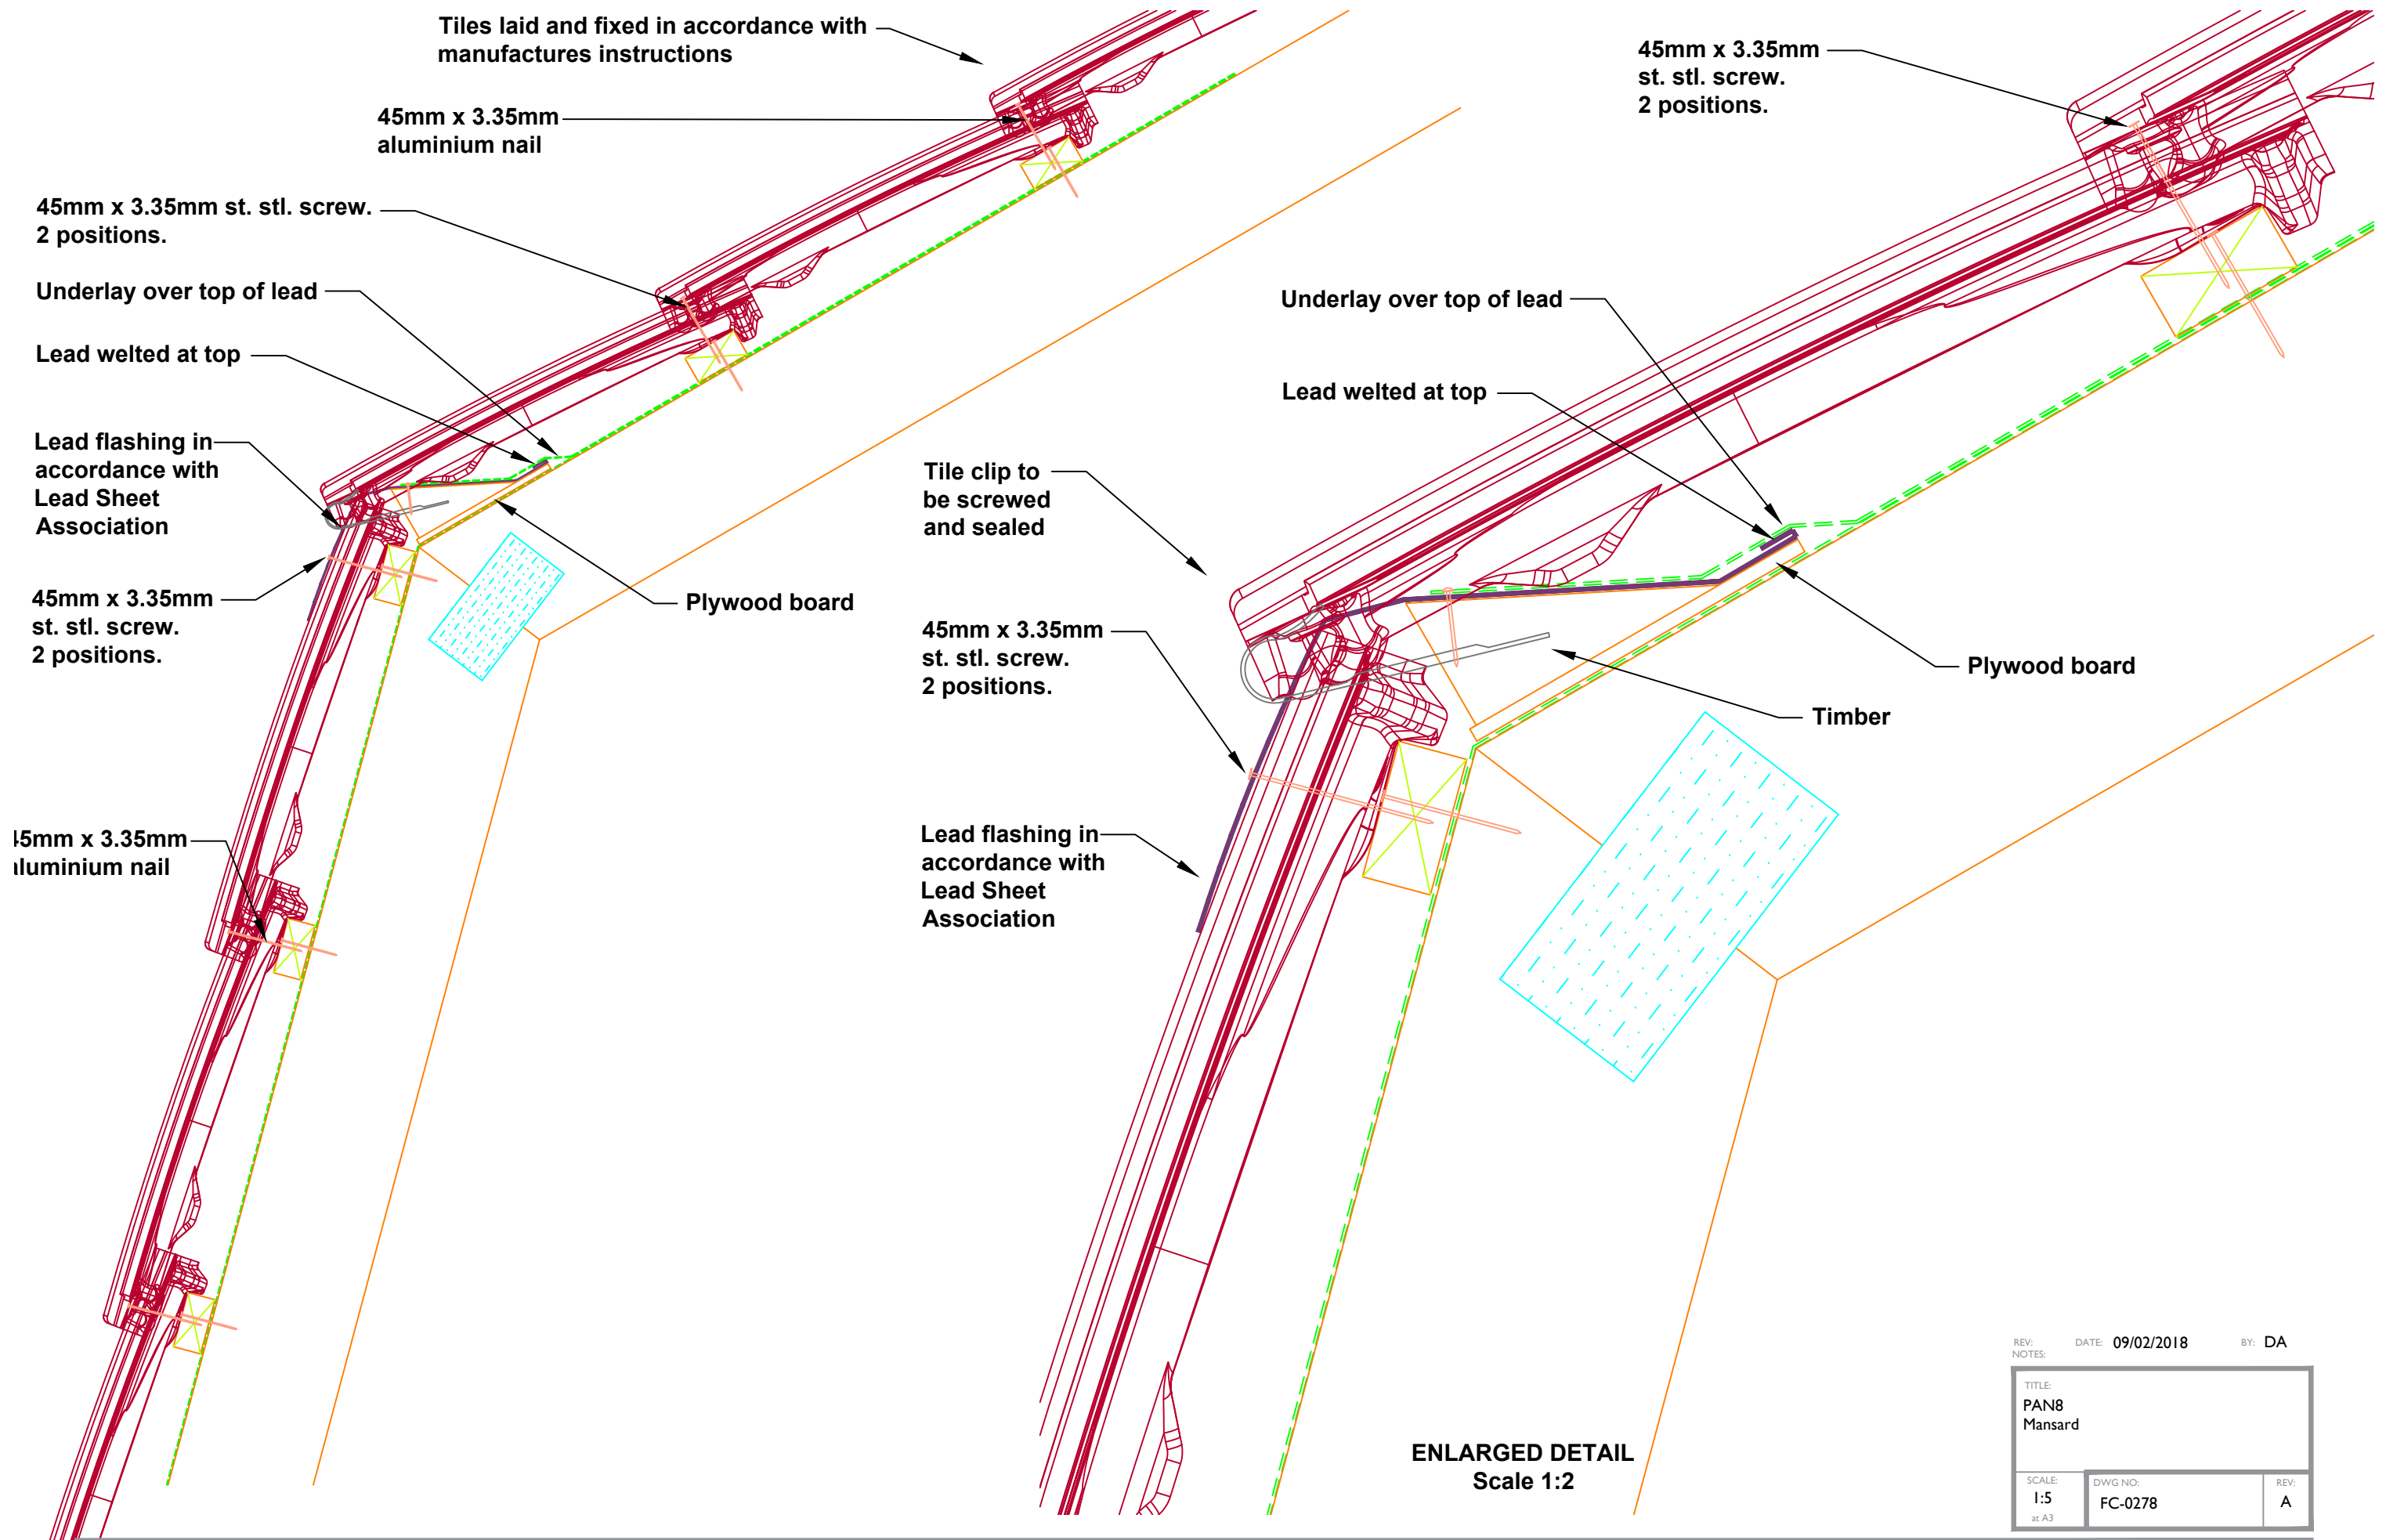 Tiles laid and fixed in accordance with
manufactures instructions
45mm x 3.35mm
aluminium nail
45mm x 3.35mm st. stl. screw.
2 positions.
Underlay over top of lead
Lead welted at top
Lead flashing in
accordance with
Lead Sheet
Association
45mm x 3.35mm
st. stl. screw.
2 positions.
Plywood board
45mm x 3.35mm
aluminium nail
45mm x 3.35mm
st. stl. screw.
2 positions.
Underlay over top of lead
Lead welted at top
Tile clip to
be screwed
and sealed
45mm x 3.35mm
st. stl. screw.
2 positions.
Plywood board
Timber
Lead flashing in
accordance with
Lead Sheet
Association
ENLARGED DETAIL
Scale 1:2
REV: DATE: 09/02/2018 BY: DA
NOTES:
TITLE:
PAN8
Mansard
SCALE: DWG NO: REV:
1:5 FC-0278 A
at A3